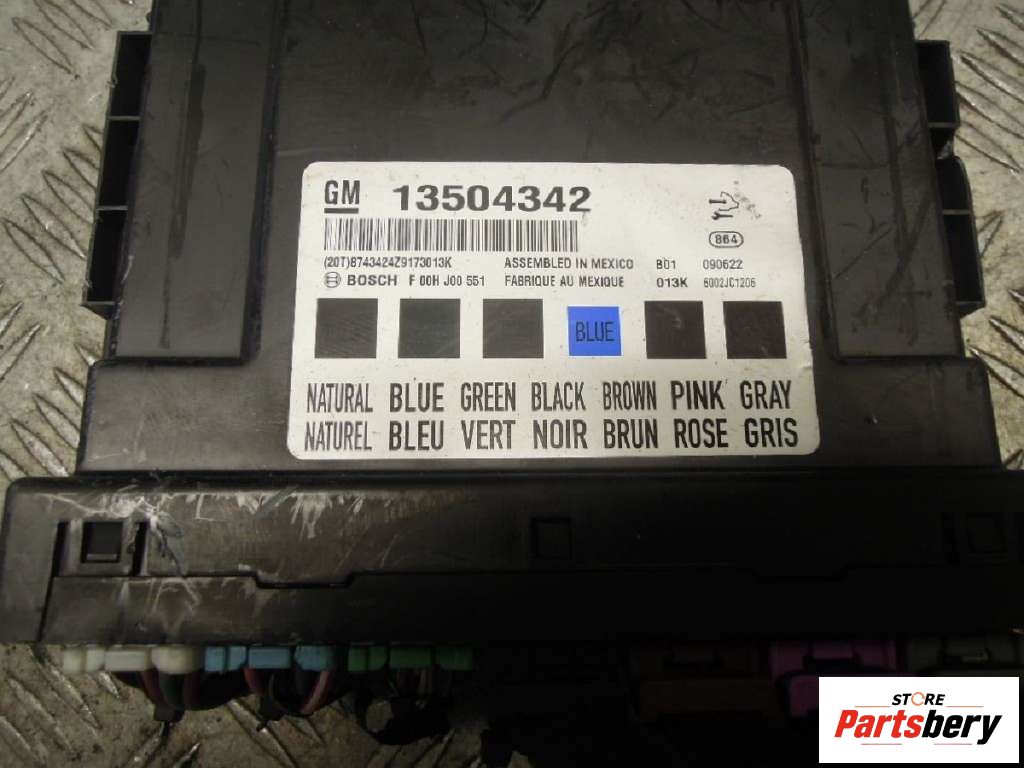 GM 13504342
864
(20T)8743424Z9173013K ASSEMBLED IN MEXICO B01 090622
BOSCH F 00H J00 551 FABRIQUE AU MEXIQUE 013K 6002JC1206
BLUE
NATURAL BLUE GREEN BLACK BROWN PINK GRAY
NATUREL BLEU VERT NOIR BRUN ROSE GRIS
STORE
Partsbery